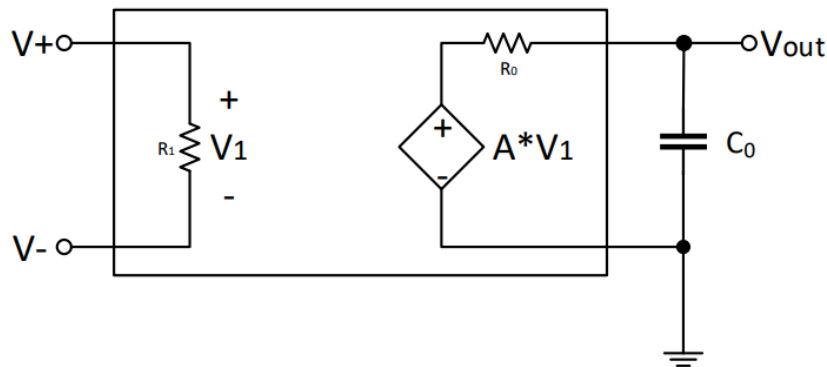 V+
R0
Vout
+
R1
V1
+
A*V1
C0
-
-
V-